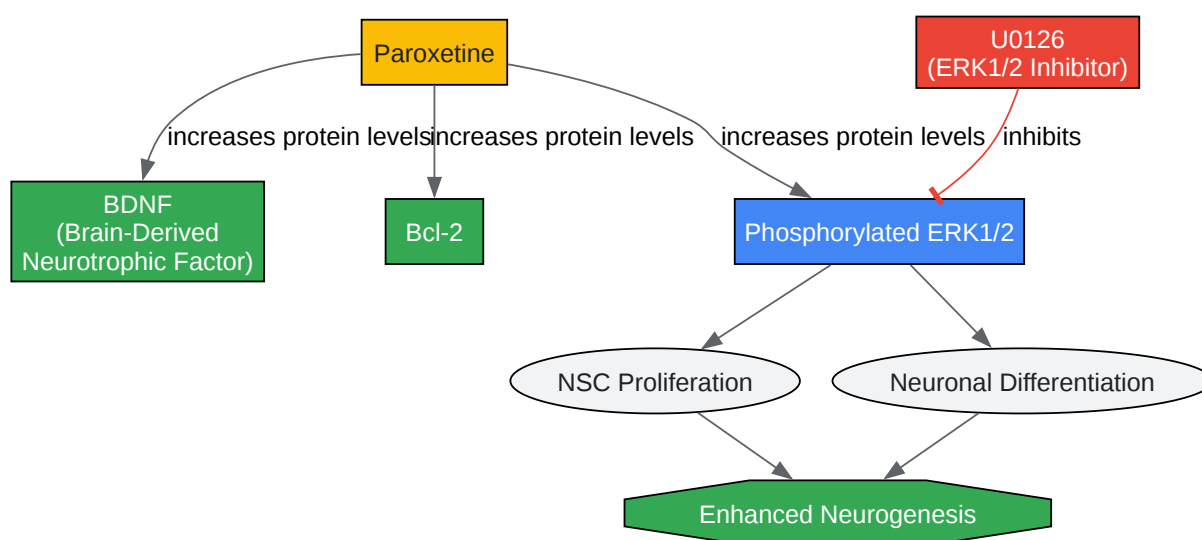 Paroxetine
U0126
(ERK1/2 Inhibitor)
increases protein levels
increases protein levels
increases protein levels
inhibits
BDNF
(Brain-Derived
Neurotrophic Factor)
Bcl-2
Phosphorylated ERK1/2
NSC Proliferation
Neuronal Differentiation
Enhanced Neurogenesis